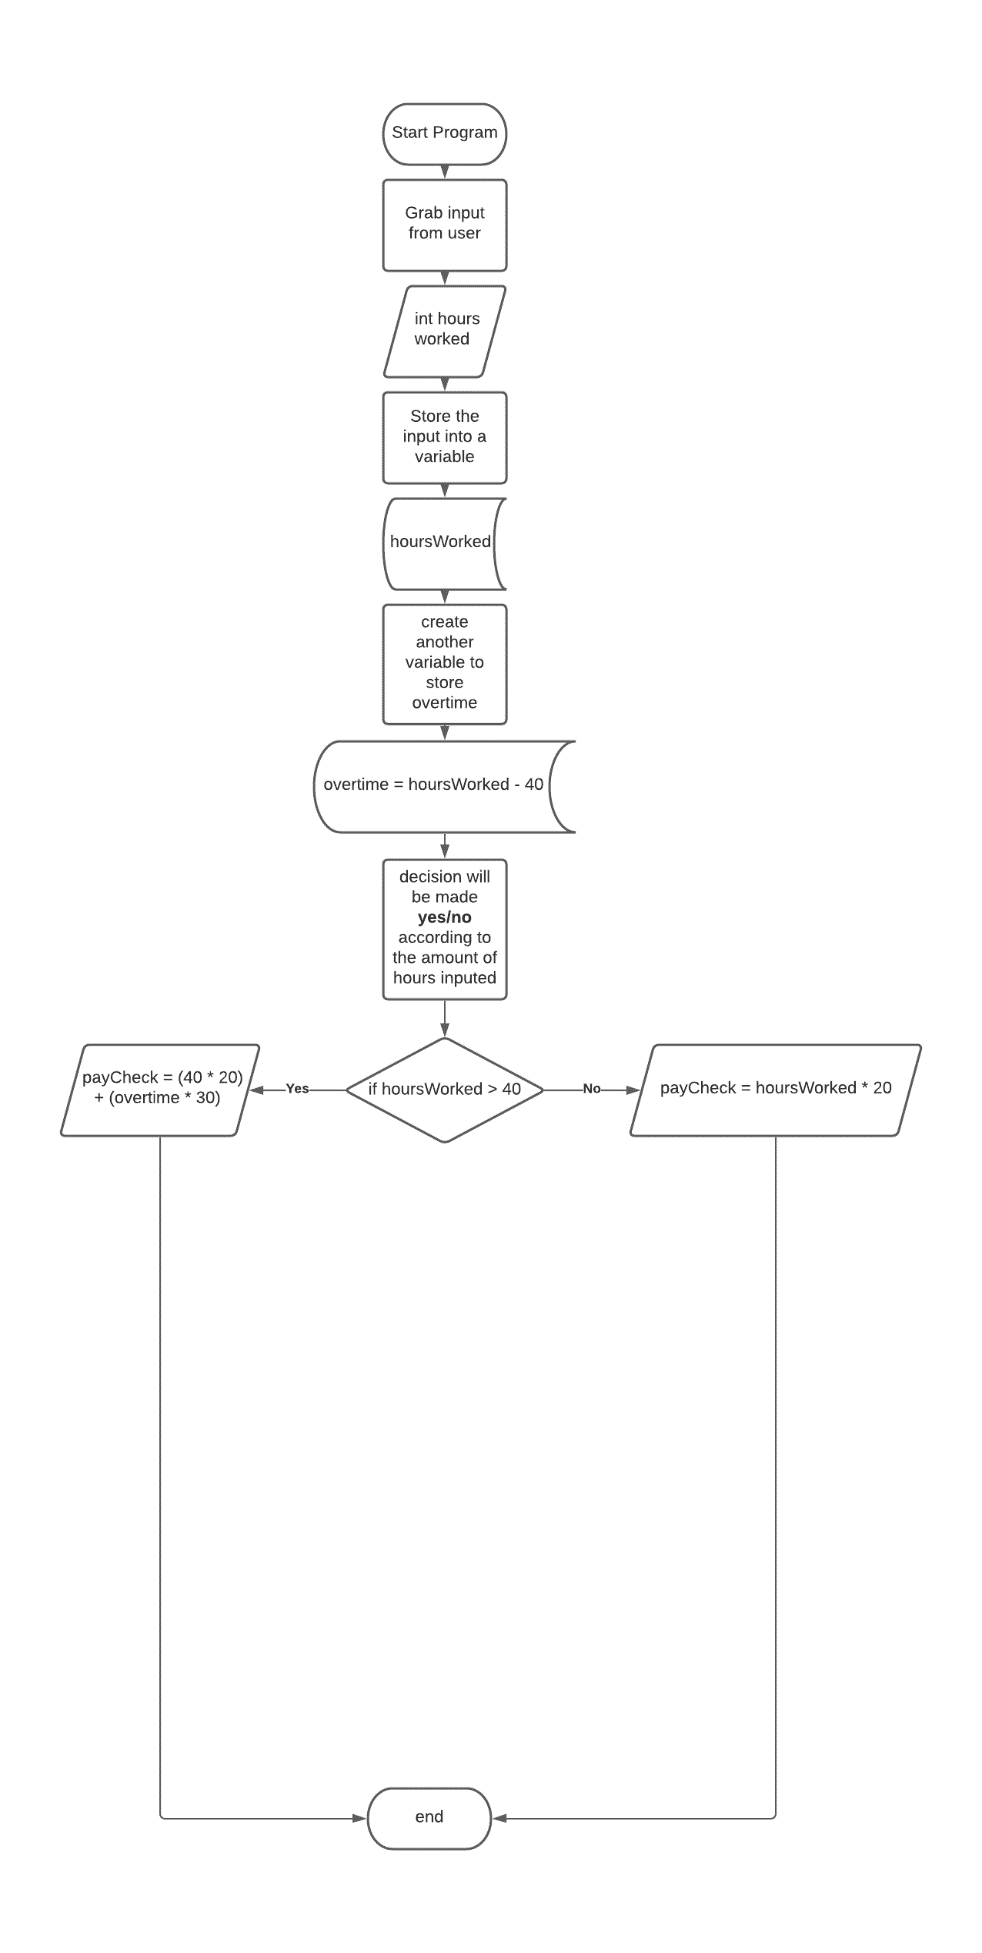 Start Program
Grab input
from user
int hours
worked
Store the
input into a
variable
hoursWorked
create
another
variable to
store
overtime
overtime = hoursWorked - 40
decision will
be made
yes/no
according to
the amount of
hours inputed
payCheck = (40 * 20)
+ (overtime * 30)
Yes
if hoursWorked > 40
No
payCheck = hoursWorked * 20
end